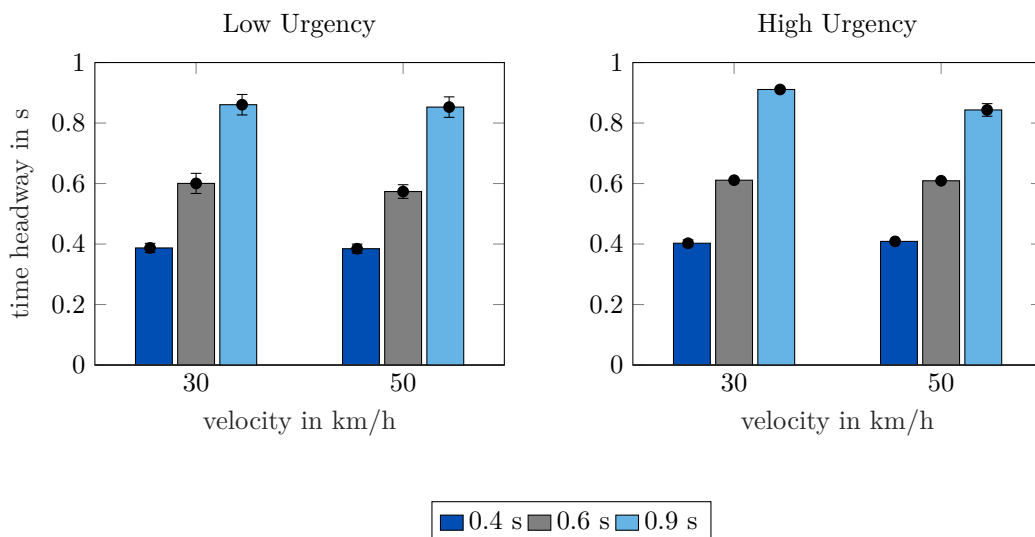 Low Urgency
1
0.8
0.6
0.4
0.2
0
time headway in s
30 50
velocity in km/h
High Urgency
1
0.8
0.6
0.4
0.2
0
30 50
velocity in km/h
0.4 s 0.6 s 0.9 s